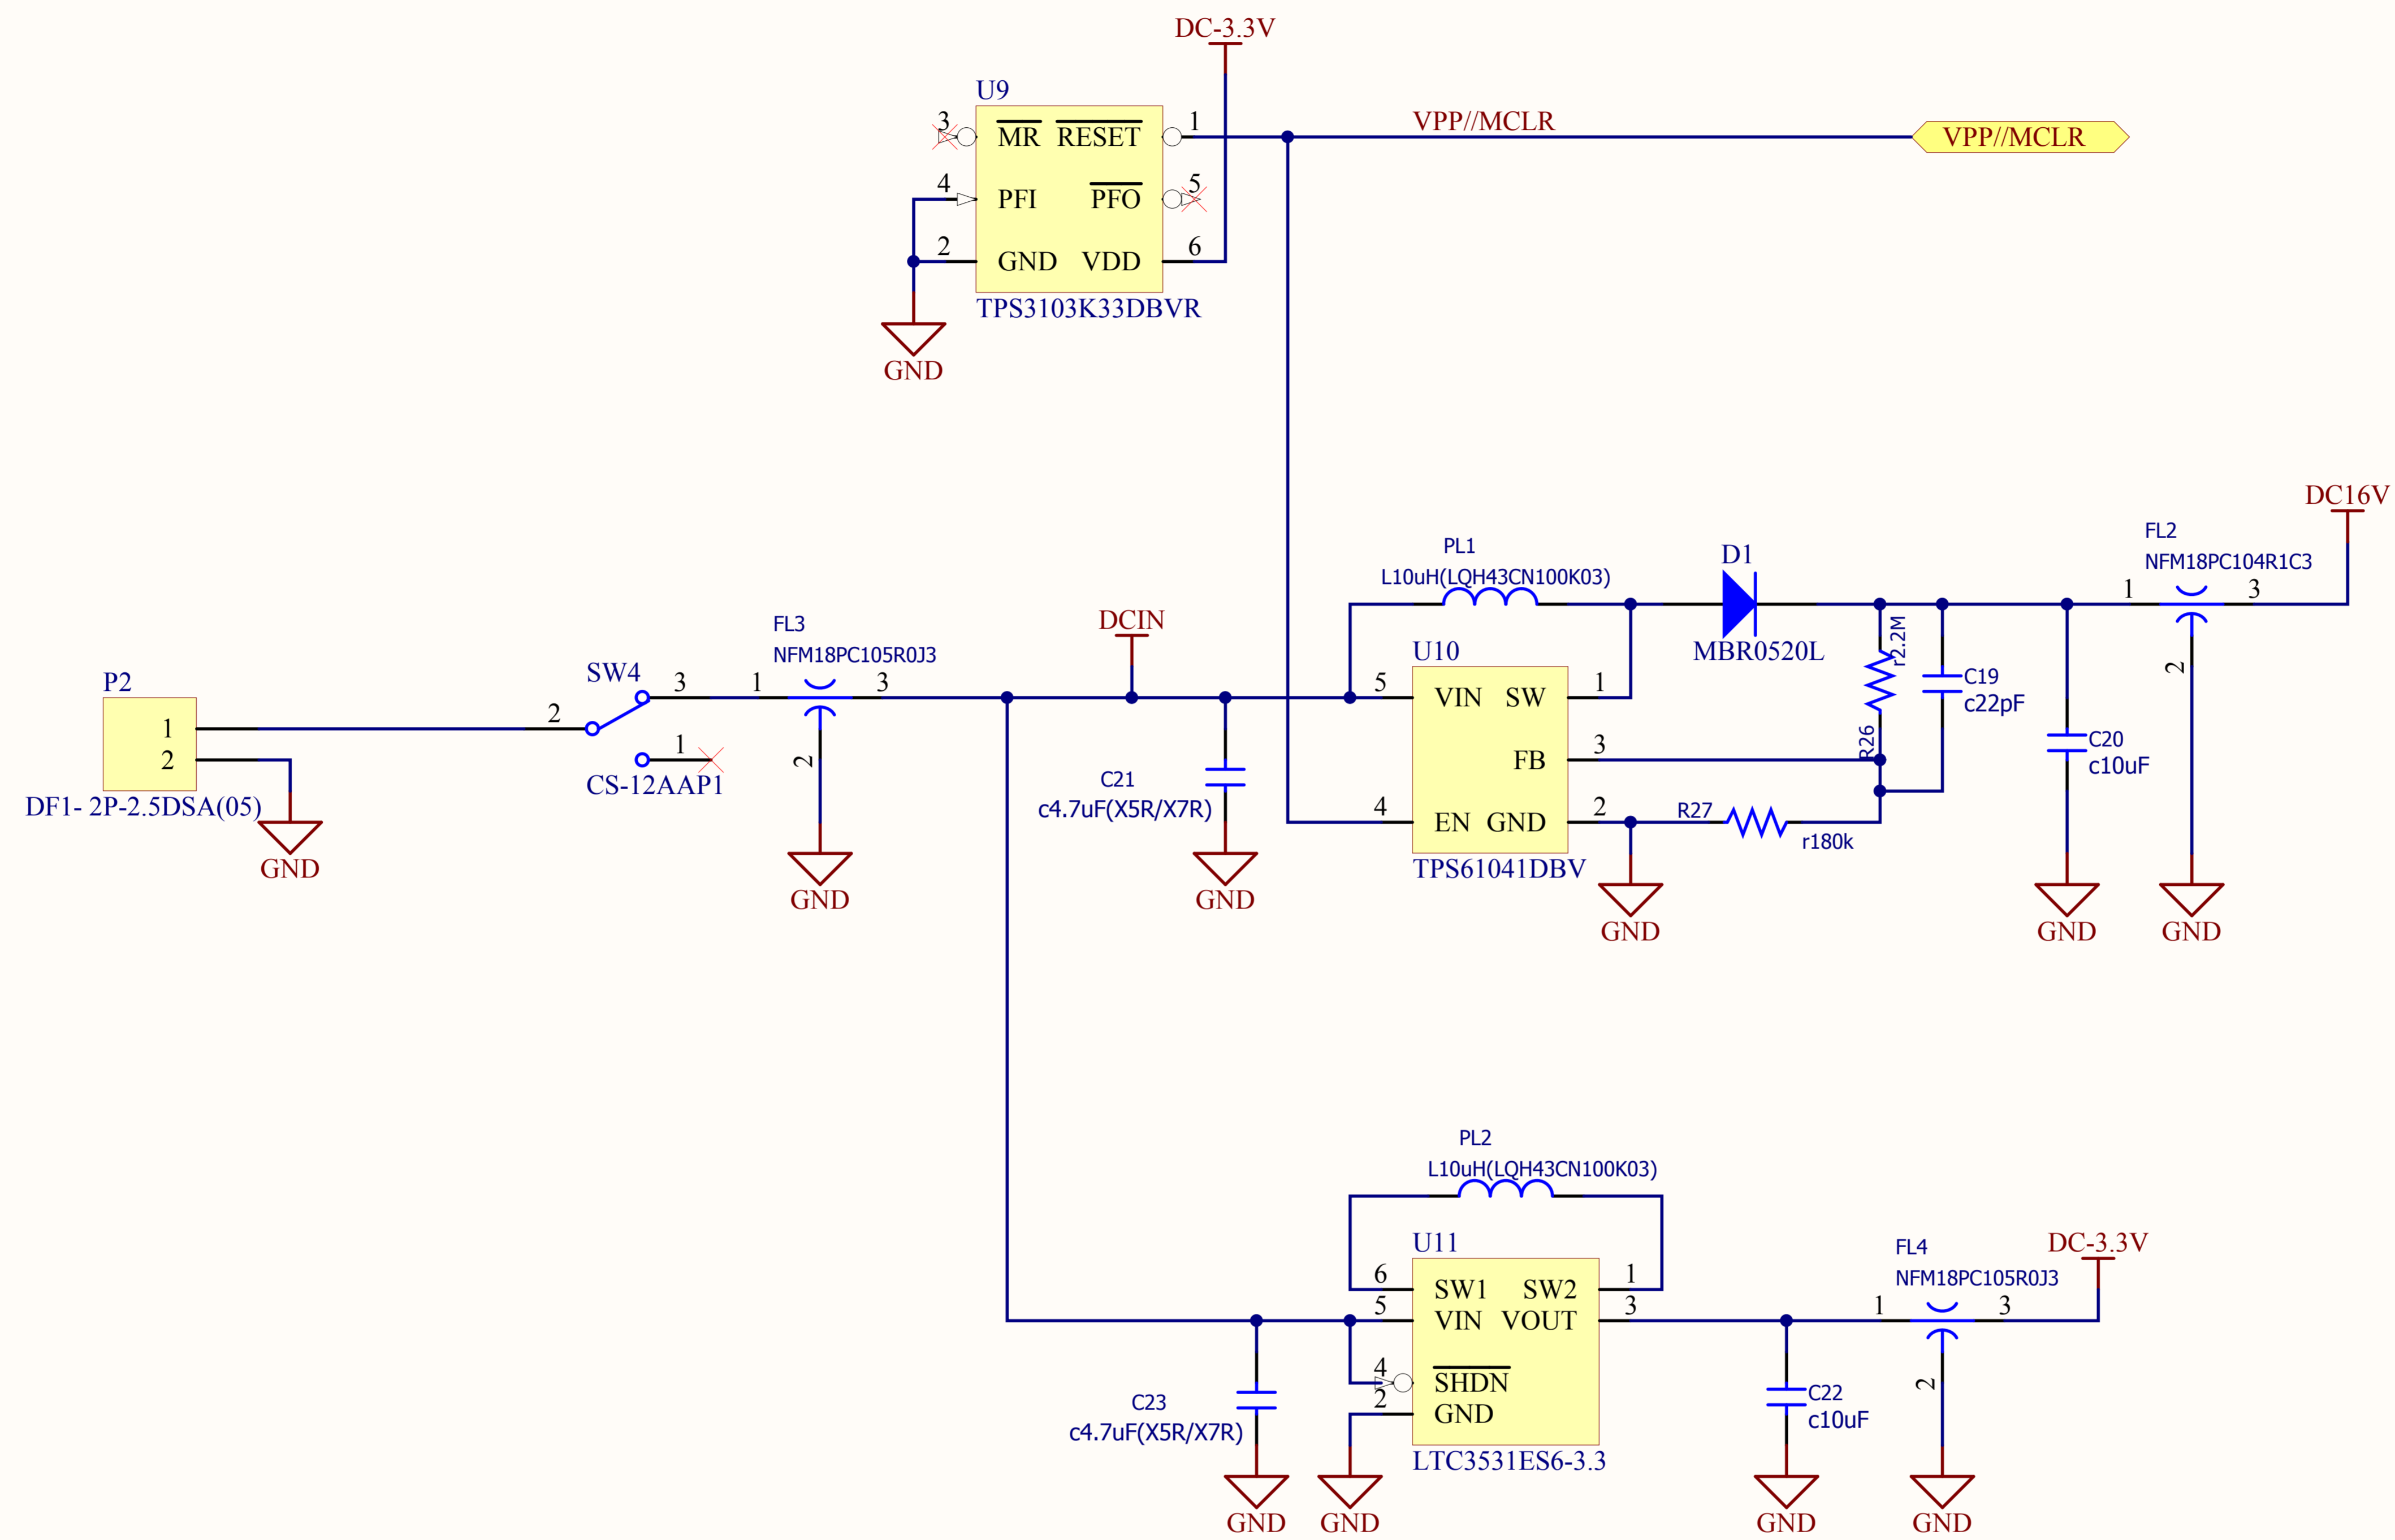 DC-3.3V
U9
3
MR
RESET
1
VPP//MCLR
VPP//MCLR
4
PFI
PFO
5
2
GND
VDD
6
TPS3103K33DBVR
GND
DC16V
FL2
NFM18PC104R1C3
1
3
2
GND
PL1
L10uH(LQH43CN100K03)
D1
MBR0520L
r2.2M
R26
C19
c22pF
C20
c10uF
GND
P2
1
2
DF1- 2P-2.5DSA(05)
GND
SW4
2
3
1
CS-12AAP1
FL3
NFM18PC105R0J3
1
3
2
GND
DCIN
C21
c4.7uF(X5R/X7R)
GND
U10
5
VIN
SW
1
FB
3
4
EN
GND
2
TPS61041DBV
R27
r180k
GND
PL2
L10uH(LQH43CN100K03)
U11
6
SW1
SW2
1
5
VIN
VOUT
3
4
SHDN
2
GND
LTC3531ES6-3.3
C23
c4.7uF(X5R/X7R)
GND
GND
C22
c10uF
GND
FL4
NFM18PC105R0J3
1
3
2
GND
DC-3.3V